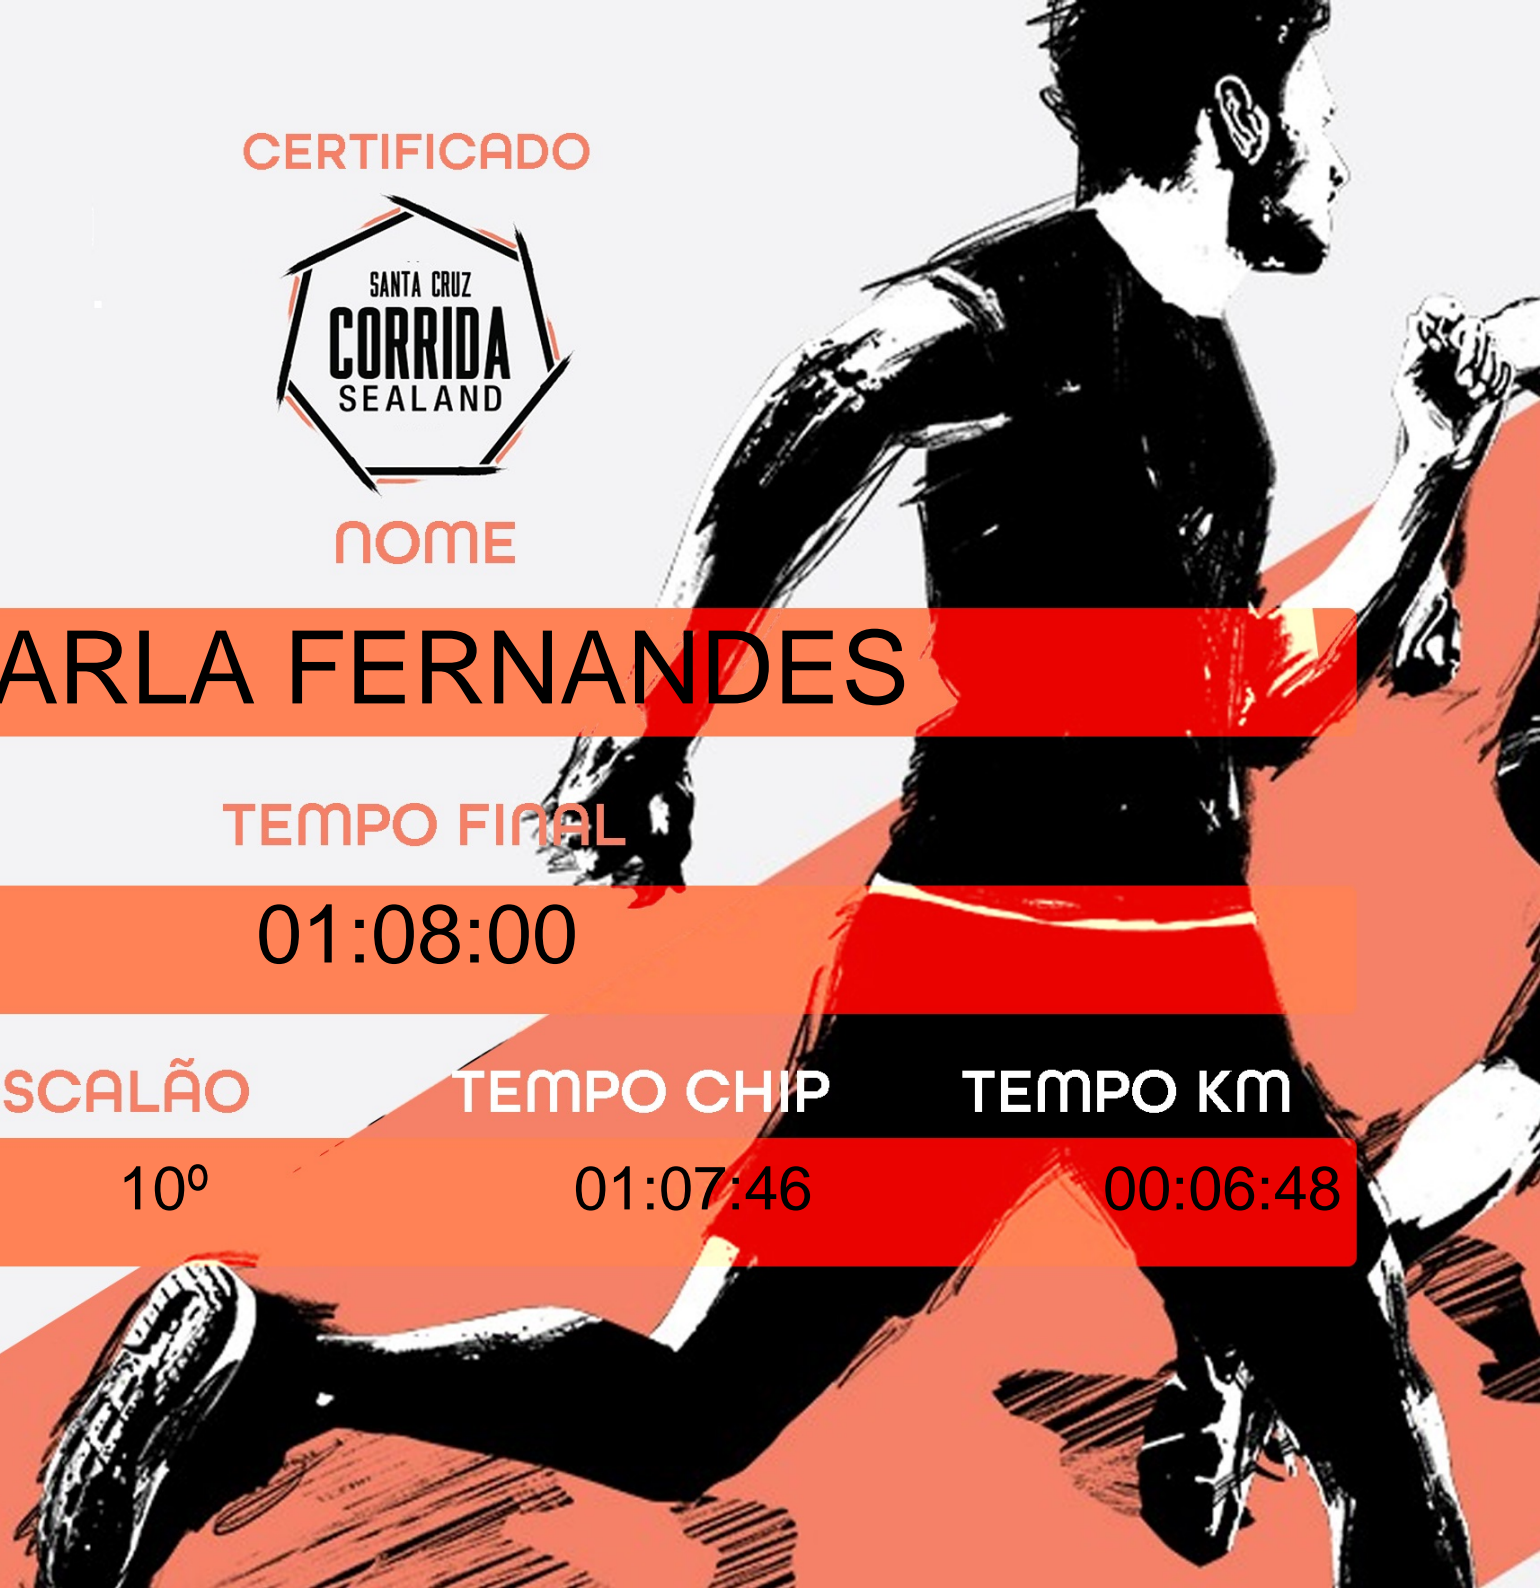 CERTIFICADO
SANTA CRUZ
CORRIDA
SEALAND
NOME
ARLA FERNANDES
TEMPO FINAL
01:08:00
SCALÃO TEMPO CHIP TEMPO KM
10º 01:07:46 00:06:48